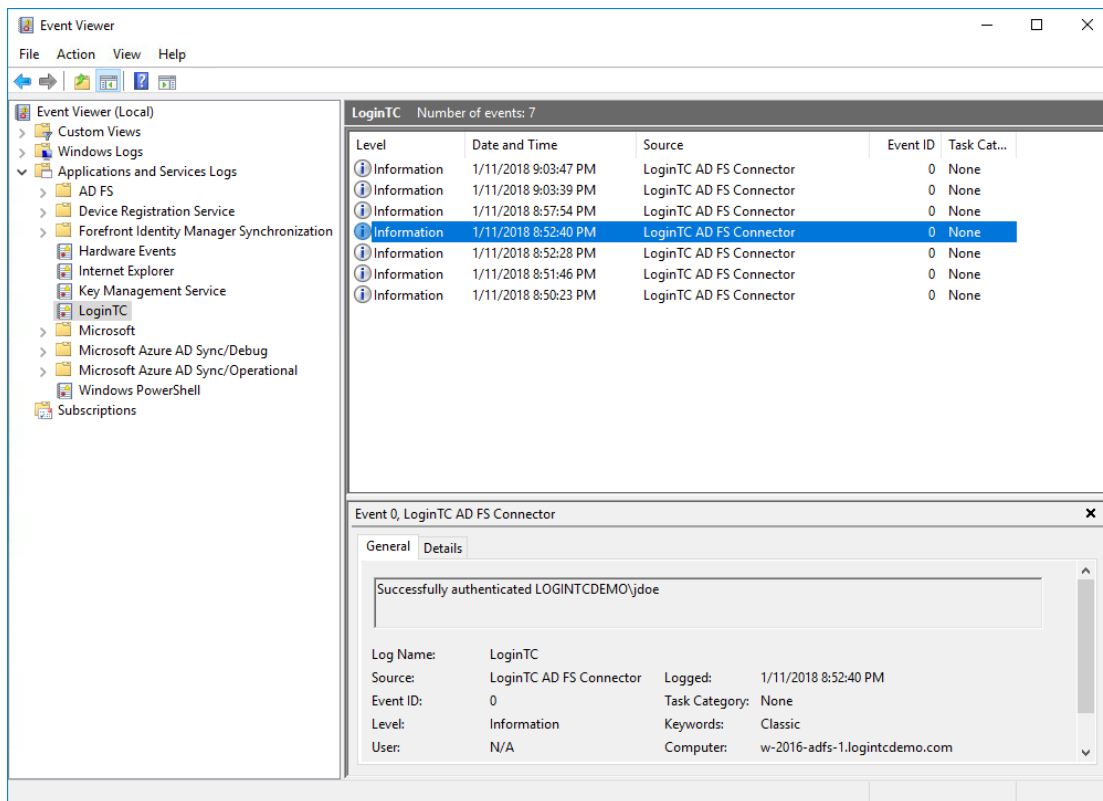 Event Viewer
File Action View Help
Event Viewer (Local)
Custom Views
Windows Logs
Applications and Services Logs
AD FS
Device Registration Service
Forefront Identity Manager Synchronization
Hardware Events
Internet Explorer
Key Management Service
LoginTC
Microsoft
Microsoft Azure AD Sync/Debug
Microsoft Azure AD Sync/Operational
Windows PowerShell
Subscriptions
LoginTC Number of events: 7
Level Date and Time Source Event ID Task Cat...
Information 1/11/2018 9:03:47 PM LoginTC AD FS Connector 0 None
Information 1/11/2018 9:03:39 PM LoginTC AD FS Connector 0 None
Information 1/11/2018 8:57:54 PM LoginTC AD FS Connector 0 None
Information 1/11/2018 8:52:40 PM LoginTC AD FS Connector 0 None
Information 1/11/2018 8:52:28 PM LoginTC AD FS Connector 0 None
Information 1/11/2018 8:51:46 PM LoginTC AD FS Connector 0 None
Information 1/11/2018 8:50:23 PM LoginTC AD FS Connector 0 None
Event 0, LoginTC AD FS Connector
General Details
Successfully authenticated LOGINTCDEMO\jdoe
Log Name: LoginTC
Source: LoginTC AD FS Connector Logged: 1/11/2018 8:52:40 PM
Event ID: 0 Task Category: None
Level: Information Keywords: Classic
User: N/A Computer: w-2016-adfs-1.logintcdemo.com